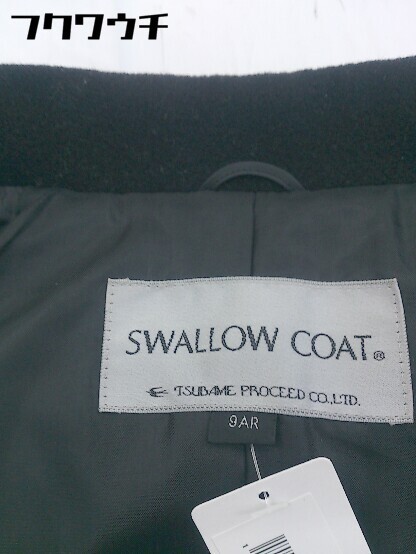 フクワウチ
SWALLOW COAT®
TSUBAME PROCEED CO., LTD.
9AR